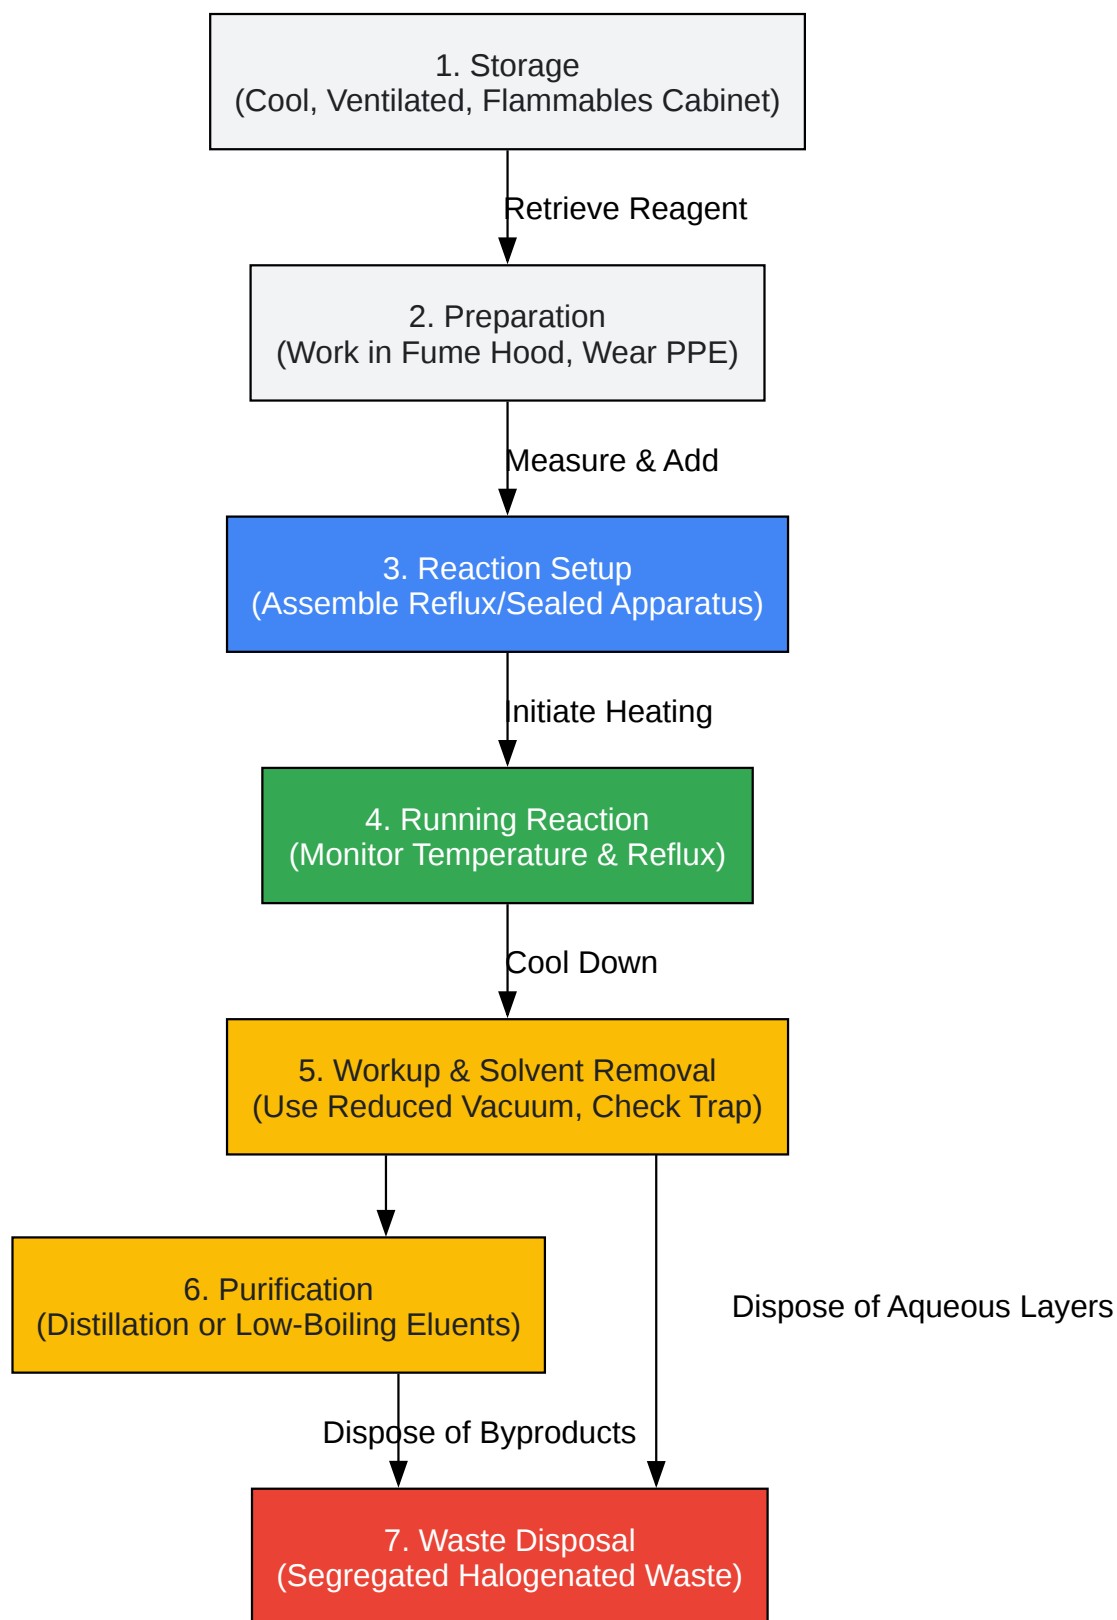 1. Storage
(Cool, Ventilated, Flammables Cabinet)
Retrieve Reagent
2. Preparation
(Work in Fume Hood, Wear PPE)
Measure & Add
3. Reaction Setup
(Assemble Reflux/Sealed Apparatus)
Initiate Heating
4. Running Reaction
(Monitor Temperature & Reflux)
Cool Down
5. Workup & Solvent Removal
(Use Reduced Vacuum, Check Trap)
6. Purification
(Distillation or Low-Boiling Eluents)
Dispose of Aqueous Layers
Dispose of Byproducts
7. Waste Disposal
(Segregated Halogenated Waste)